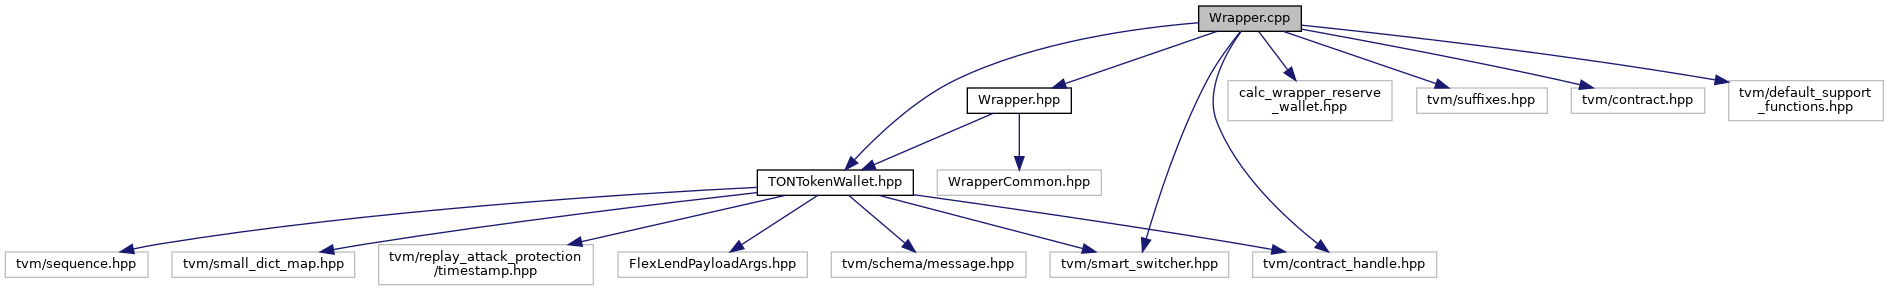 Wrapper.cpp
Wrapper.hpp
calc_wrapper_reserve
_wallet.hpp
tvm/suffixes.hpp
tvm/contract.hpp
tvm/default_support
_functions.hpp
TONTokenWallet.hpp
WrapperCommon.hpp
tvm/sequence.hpp
tvm/small_dict_map.hpp
tvm/replay_attack_protection
/timestamp.hpp
FlexLendPayloadArgs.hpp
tvm/schema/message.hpp
tvm/smart_switcher.hpp
tvm/contract_handle.hpp